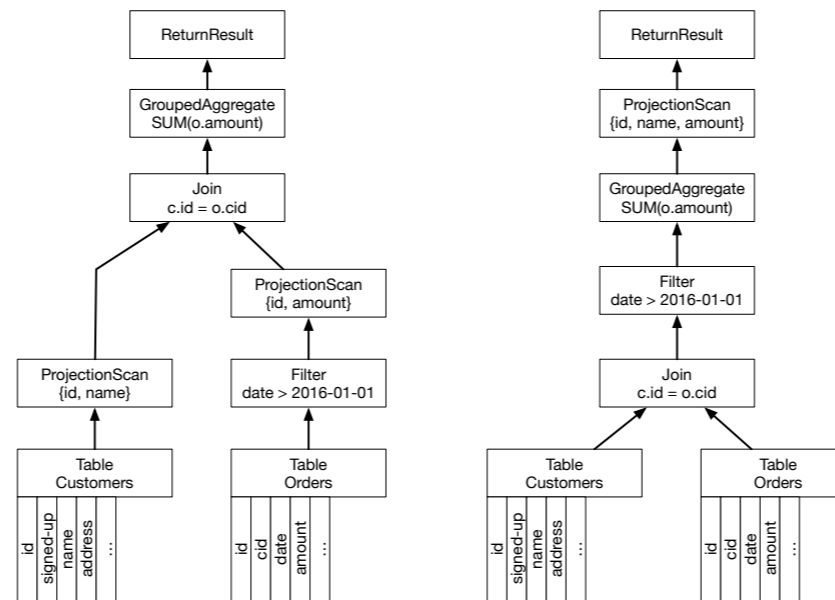 ReturnResult
GroupedAggregate
SUM(o.amount)
Join
c.id = o.cid
ProjectionScan
{id, amount}
ProjectionScan
{id, name}
Filter
date > 2016-01-01
Table
Customers
Table
Orders
id
signed-up
name
address
...
id
cid
date
amount
...
ReturnResult
ProjectionScan
{id, name, amount}
GroupedAggregate
SUM(o.amount)
Filter
date > 2016-01-01
Join
c.id = o.cid
Table
Customers
Table
Orders
id
signed-up
name
address
...
id
cid
date
amount
...